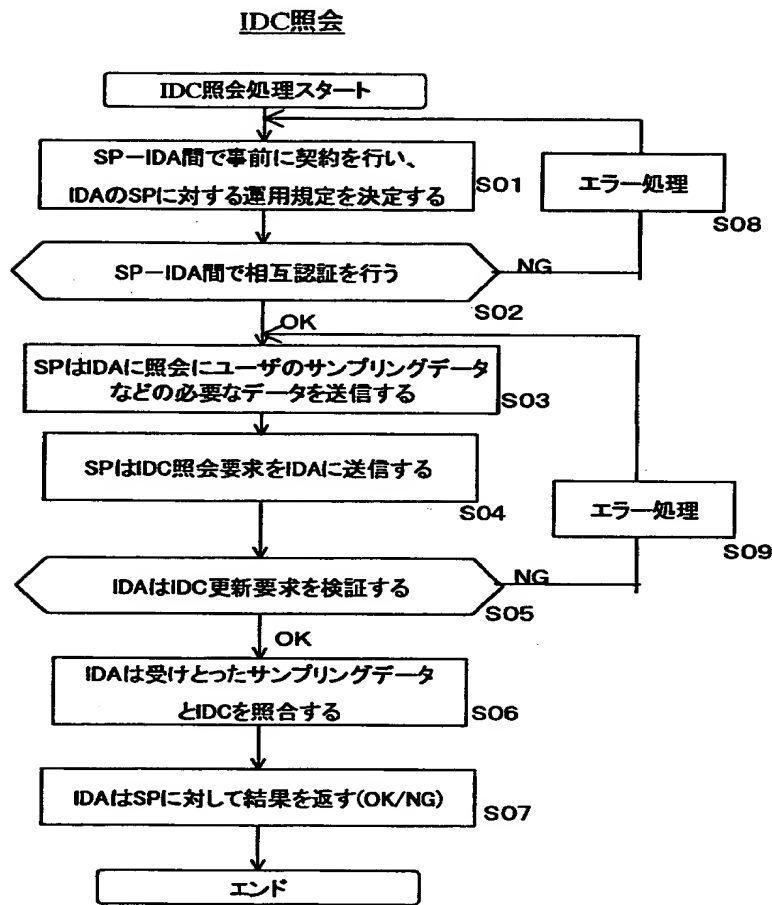 IDC照会
IDC照会処理スタート
SP－IDA間で事前に契約を行い、
IDAのSPに対する運用規定を決定する
S01
エラー処理
S08
SP－IDA間で相互認証を行う
NG
S02
OK
SPはIDAに照会にユーザのサンプリングデータ
などの必要なデータを送信する
S03
SPはIDC照会要求をIDAに送信する
S04
エラー処理
S09
IDAはIDC更新要求を検証する
NG
S05
OK
IDAは受けとったサンプリングデータ
とIDCを照合する
S06
IDAはSPに対して結果を返す(OK/NG)
S07
エンド